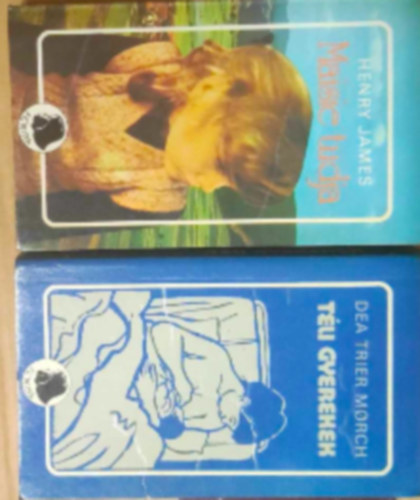 HENRY JAMES
Maisie tudja
DEA TRIER MØRCH
TÉLI GYEREKEK